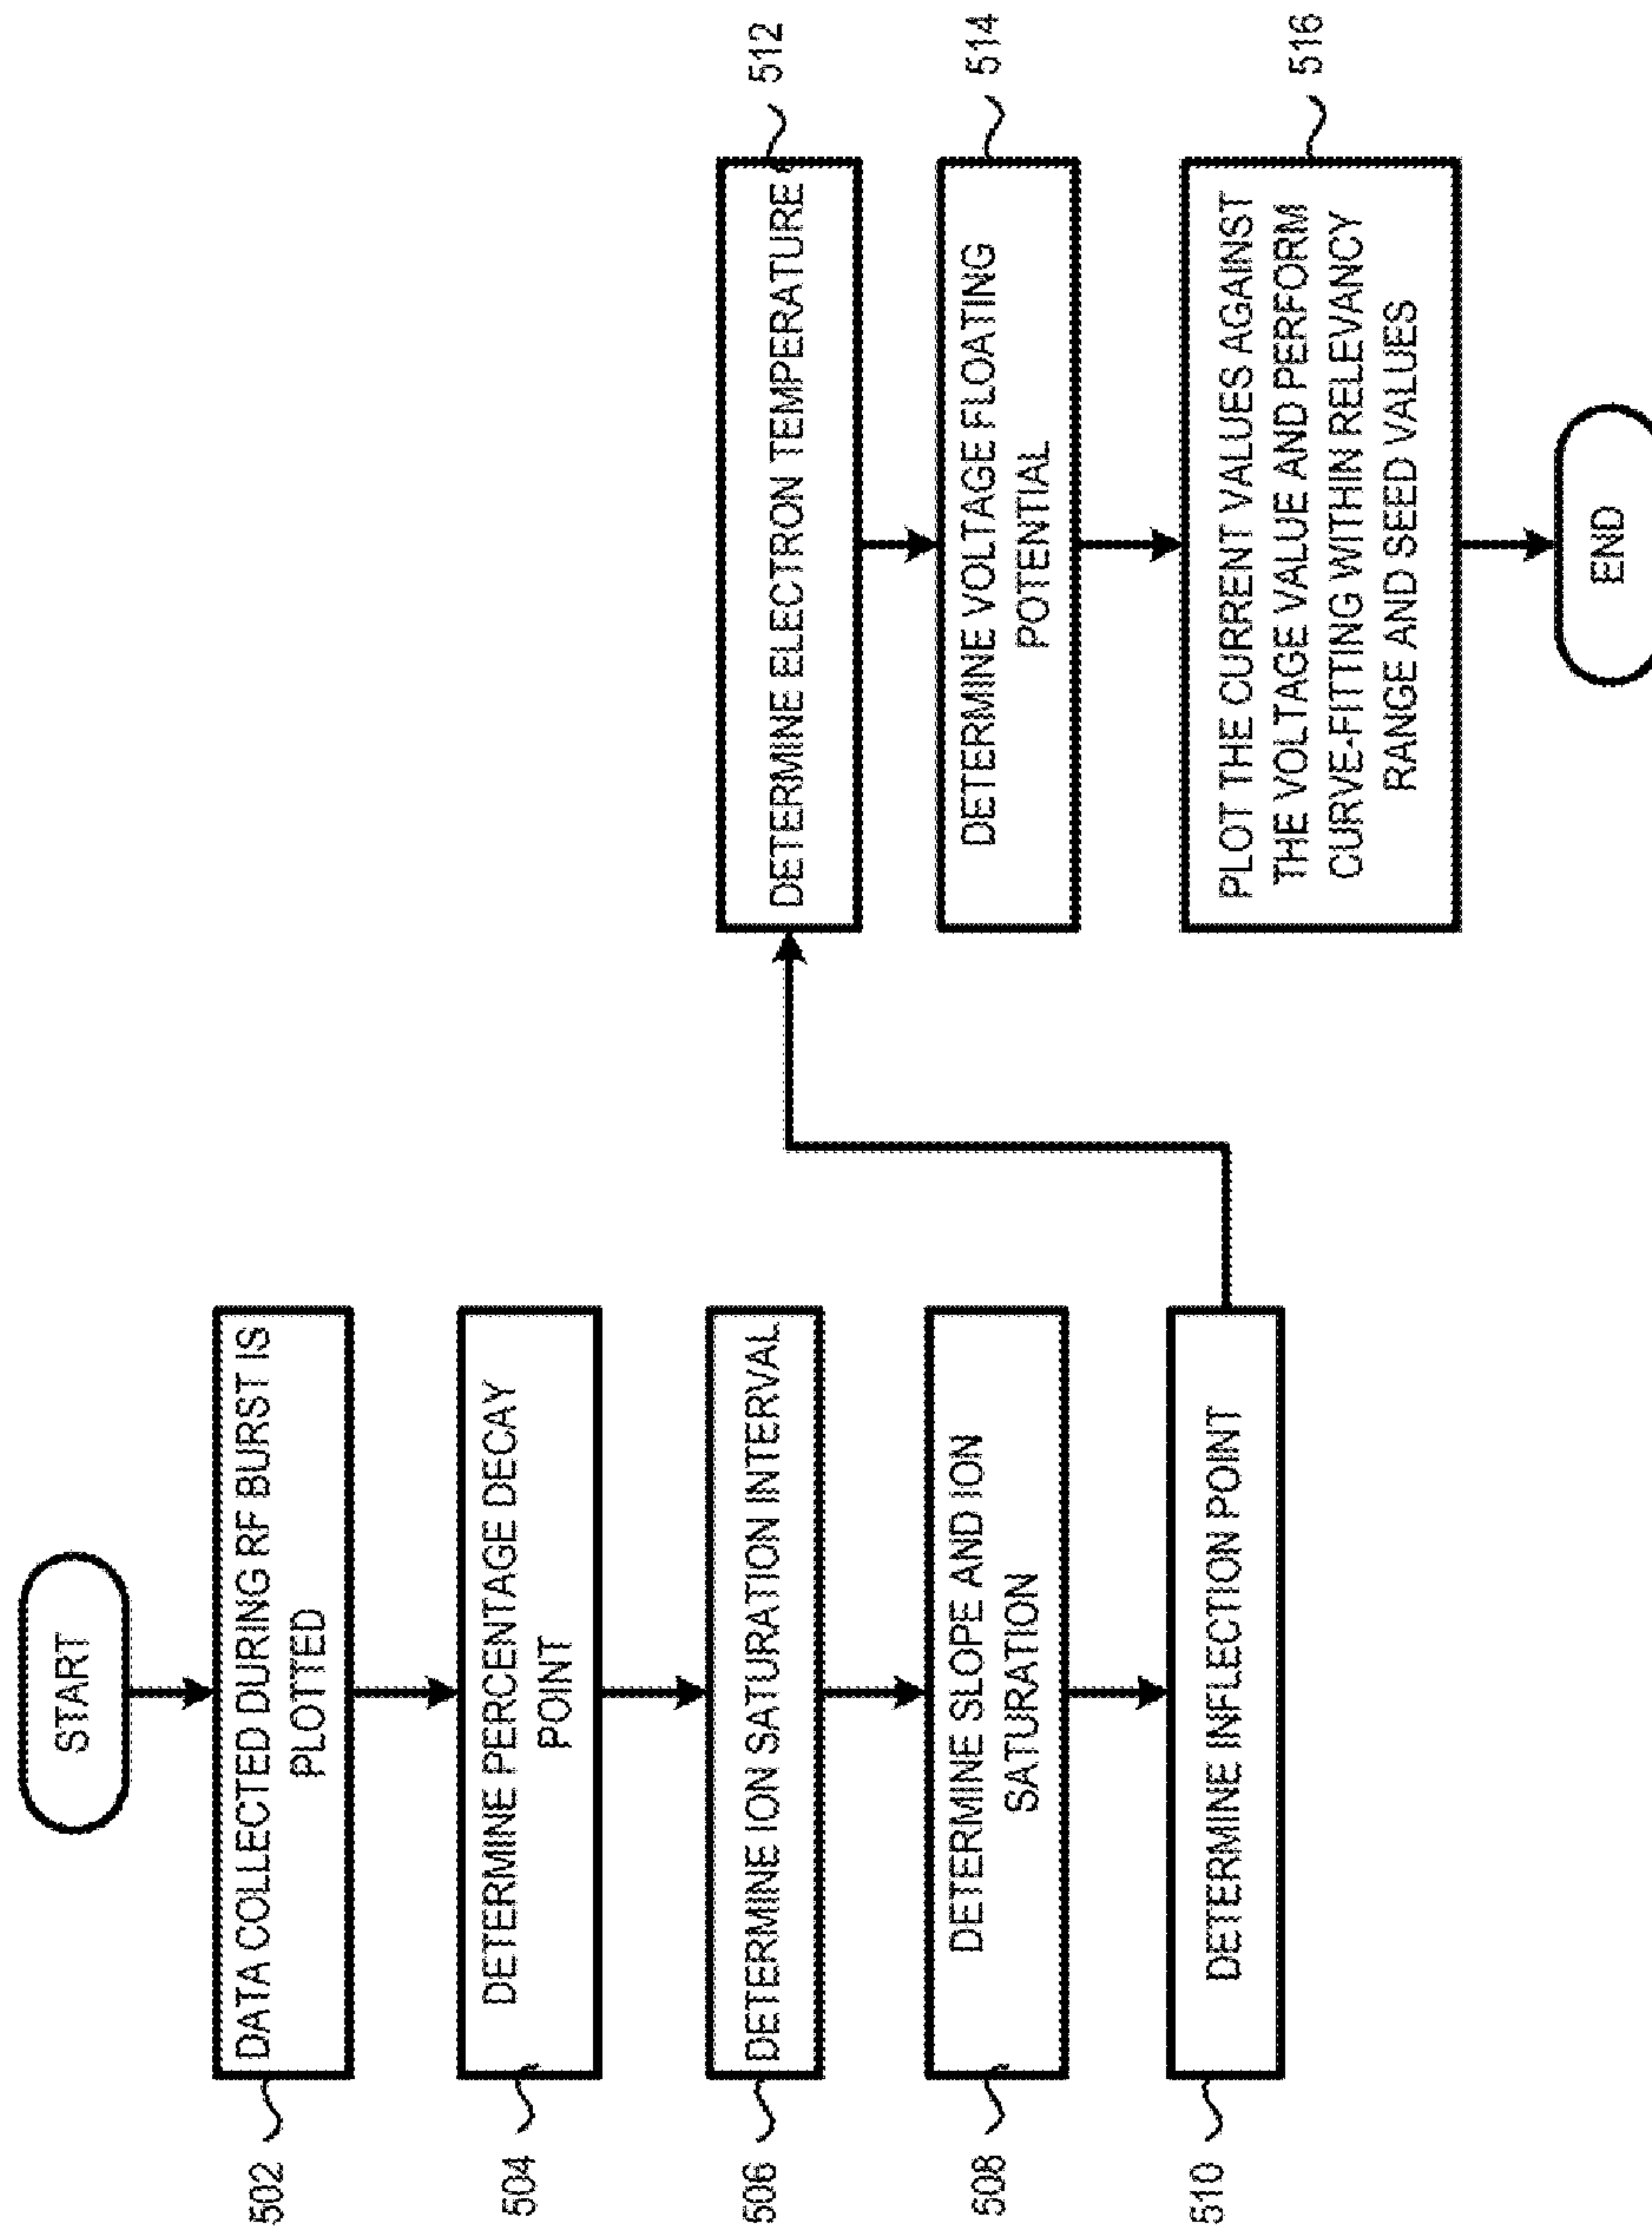 START
502
DATA COLLECTED DURING RF BURST IS
PLOTTED
504
DETERMINE PERCENTAGE DECAY
POINT
506
DETERMINE ION SATURATION INTERVAL
508
DETERMINE SLOPE AND ION
SATURATION
510
DETERMINE INFLECTION POINT
DETERMINE ELECTRON TEMPERATURE
512
DETERMINE VOLTAGE FLOATING
POTENTIAL
514
PLOT THE CURRENT VALUES AGAINST
THE VOLTAGE VALUE AND PERFORM
CURVE-FITTING WITHIN RELEVANCY
RANGE AND SEED VALUES
516
END